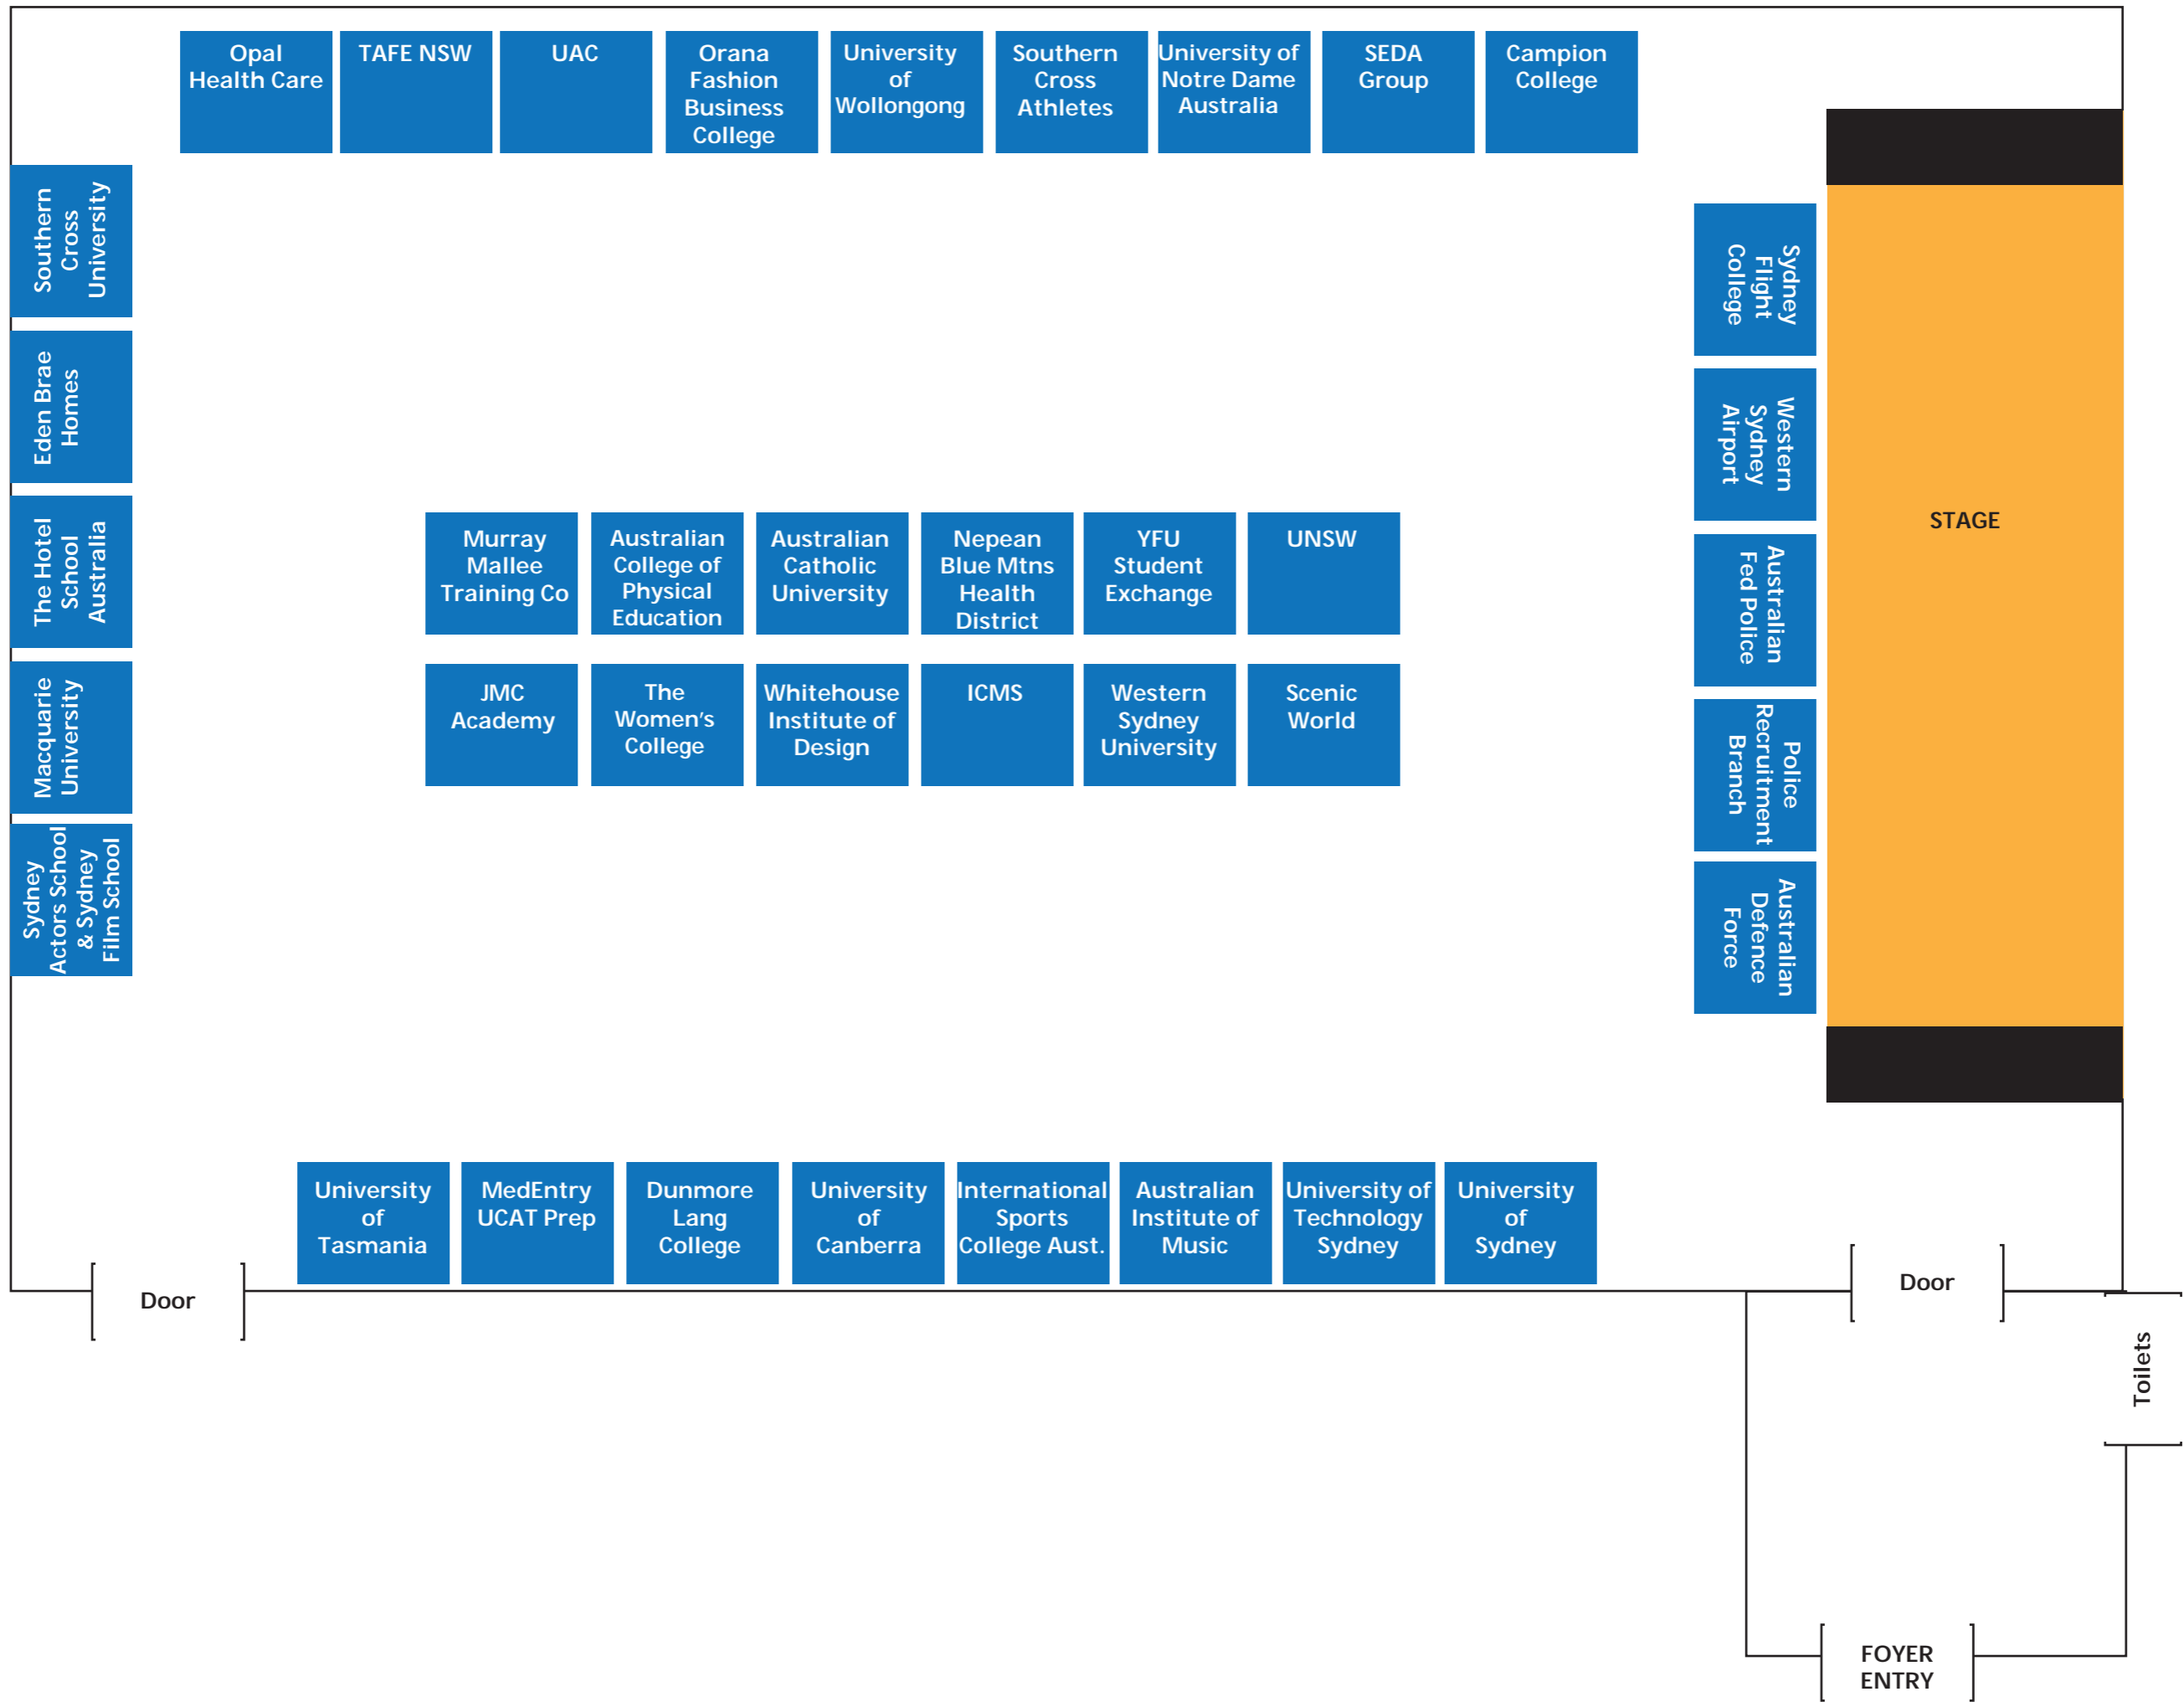 Opal
Health Care
TAFE NSW
UAC
Orana
Fashion
Business
College
University
of
Wollongong
Southern
Cross
Athletes
University of
Notre Dame
Australia
SEDA
Group
Campion
College
Southern
Cross
University
Eden Brae
Homes
The Hotel
School
Australia
Macquarie
University
Sydney
Actors School
& Sydney
Film School
Murray
Mallee
Training Co
Australian
College of
Physical
Education
Australian
Catholic
University
Nepean
Blue Mtns
Health
District
YFU
Student
Exchange
UNSW
JMC
Academy
The
Women's
College
Whitehouse
Institute of
Design
ICMS
Western
Sydney
University
Scenic
World
Sydney
Flight
College
Western
Sydney
Airport
Australian
Fed Police
Police
Recruitment
Branch
Australian
Defence
Force
STAGE
University
of
Tasmania
MedEntry
UCAT Prep
Dunmore
Lang
College
University
of
Canberra
International
Sports
College Aust.
Australian
Institute of
Music
University of
Technology
Sydney
University
of
Sydney
Door
Door
Toilets
FOYER
ENTRY